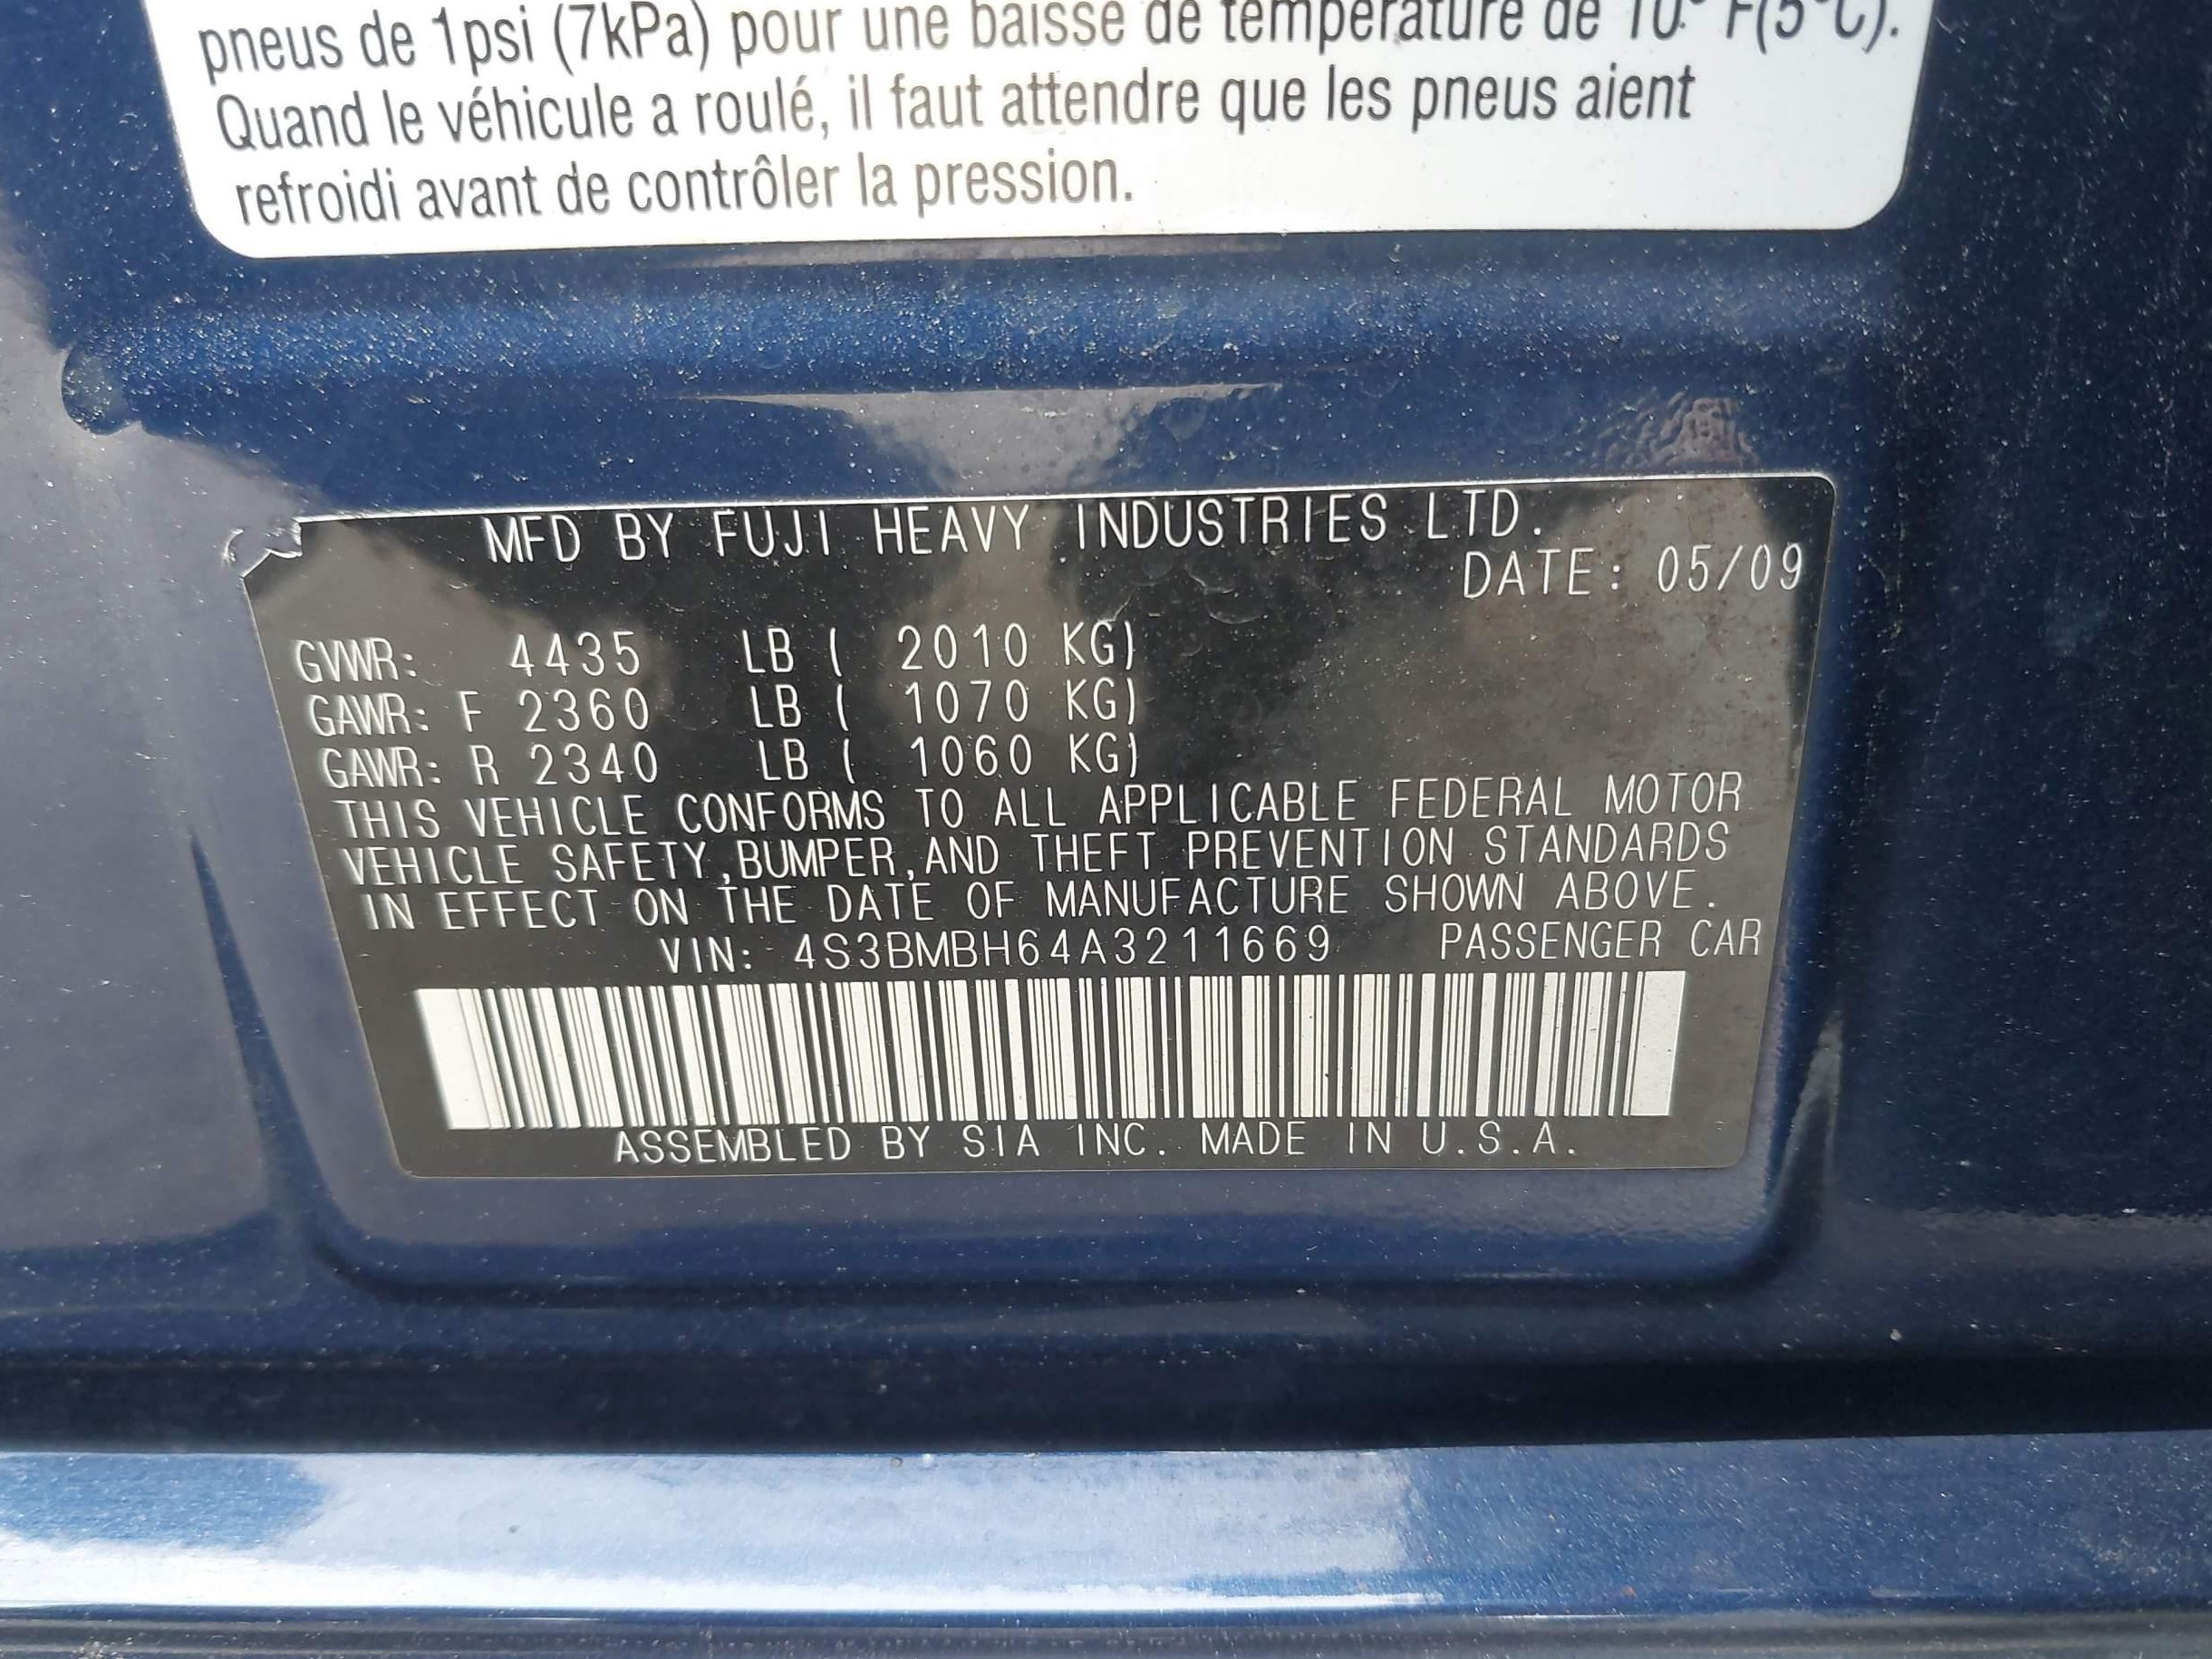 pneus de 1psi (7kPa) pour une baisse de température de 10° F(5°C).
Quand le véhicule a roulé, il faut attendre que les pneus aient
refroidi avant de contrôler la pression.
MFD BY FUJI HEAVY INDUSTRIES LTD.
DATE: 05/09
GVWR: 4435 LB ( 2010 KG)
GAWR: F 2360 LB ( 1070 KG)
GAWR: R 2340 LB ( 1060 KG)
THIS VEHICLE CONFORMS TO ALL APPLICABLE FEDERAL MOTOR
VEHICLE SAFETY,BUMPER,AND THEFT PREVENTION STANDARDS
IN EFFECT ON THE DATE OF MANUFACTURE SHOWN ABOVE.
VIN: 4S3BMBH64A3211669 PASSENGER CAR
ASSEMBLED BY SIA INC. MADE IN U.S.A.